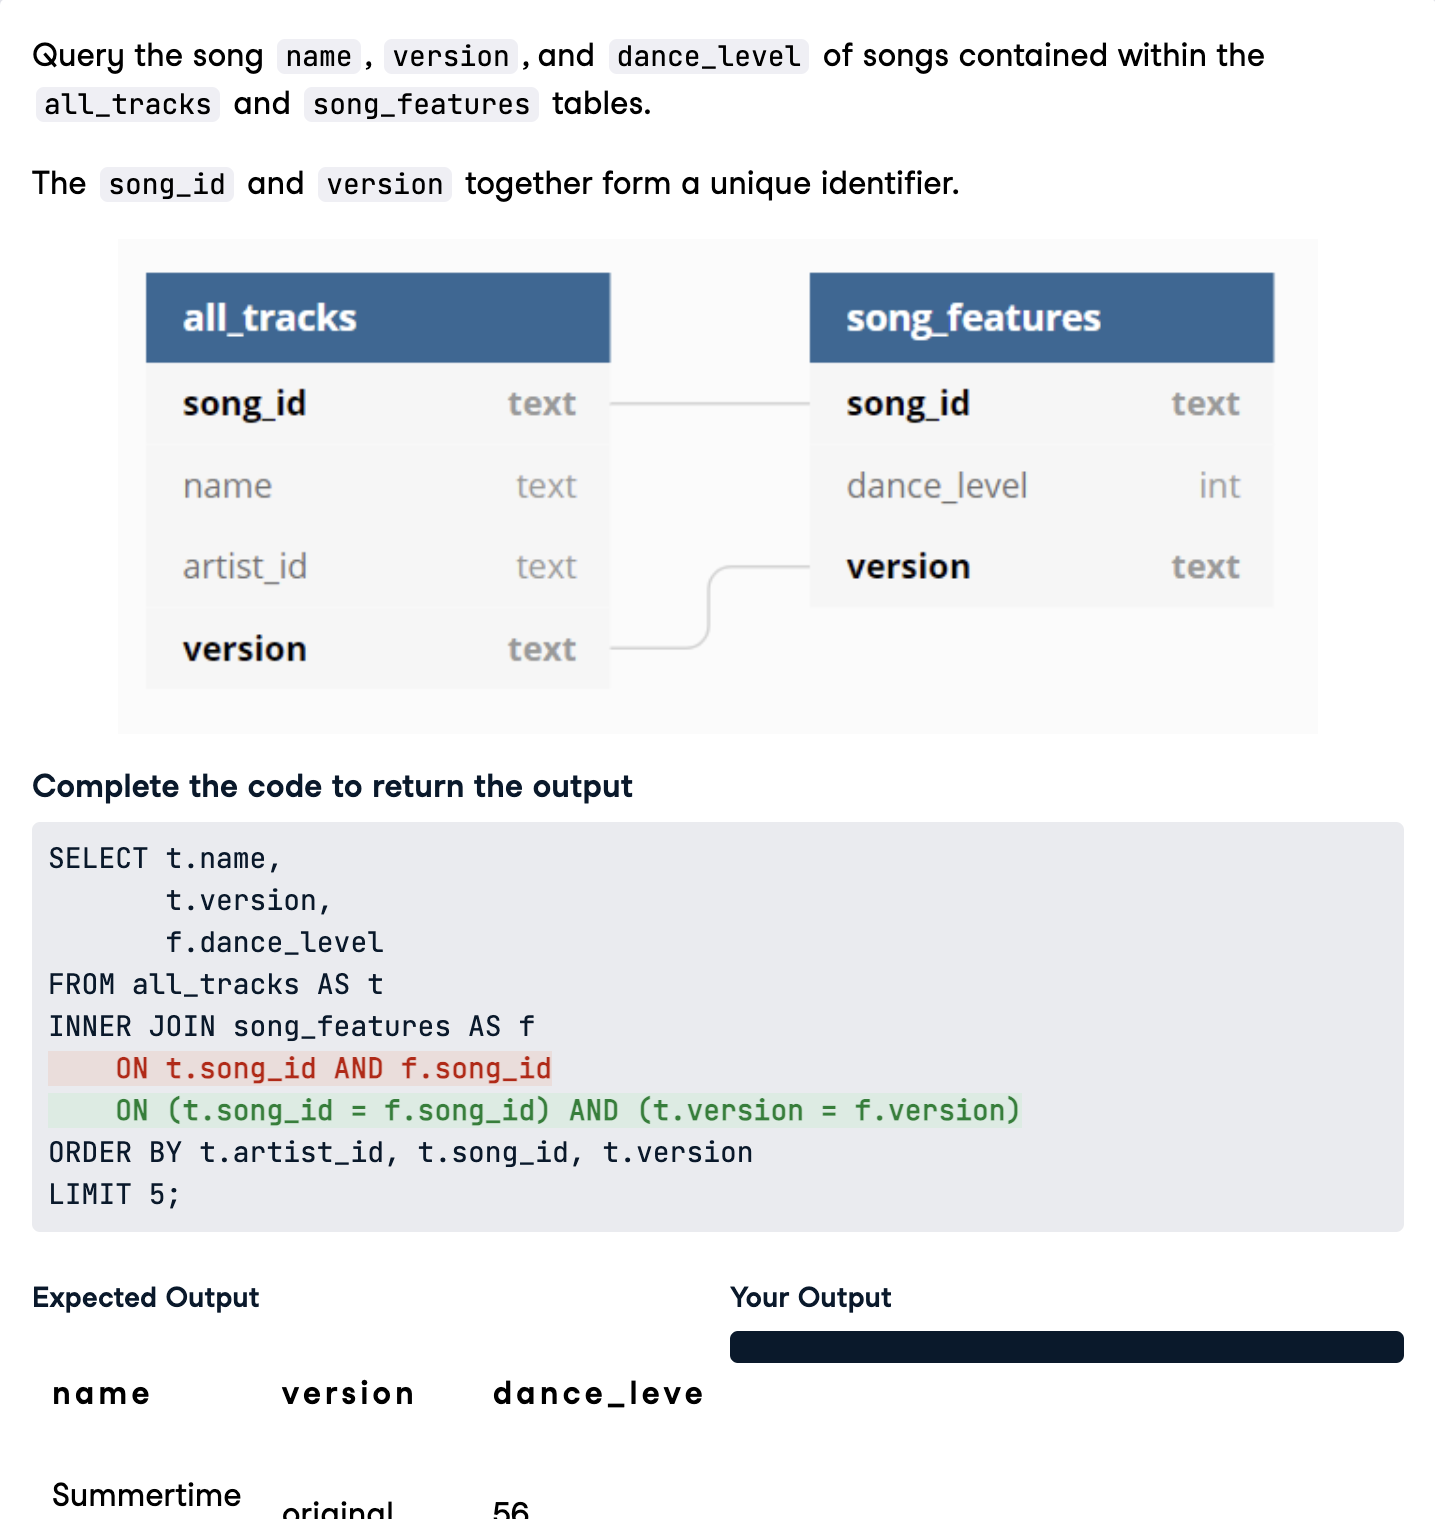 Query the song name, version, and dance_level of songs contained within the
all_tracks and song_features tables.
The song_id and version together form a unique identifier.
all_tracks
song_id text
name text
artist_id text
version text
song_features
song_id text
dance_level int
version text
Complete the code to return the output
SELECT t.name,
t.version,
f.dance_level
FROM all_tracks AS t
INNER JOIN song_features AS f
ON t.song_id AND f.song_id
ON (t.song_id = f.song_id) AND (t.version = f.version)
ORDER BY t.artist_id, t.song_id, t.version
LIMIT 5;
Expected Output
Your Output
name version dance_leve
Summertime
original 56